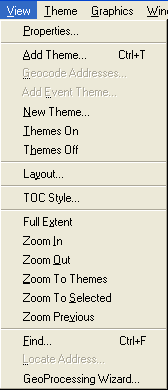 View Theme Graphics
Properties...
Add Theme... Ctrl+T
Geocode Addresses...
Add Event Theme...
New Theme...
Themes On
Themes Off
Layout...
TOC Style...
Full Extent
Zoom In
Zoom Out
Zoom To Themes
Zoom To Selected
Zoom Previous
Find... Ctrl+F
Locate Address...
GeoProcessing Wizard...